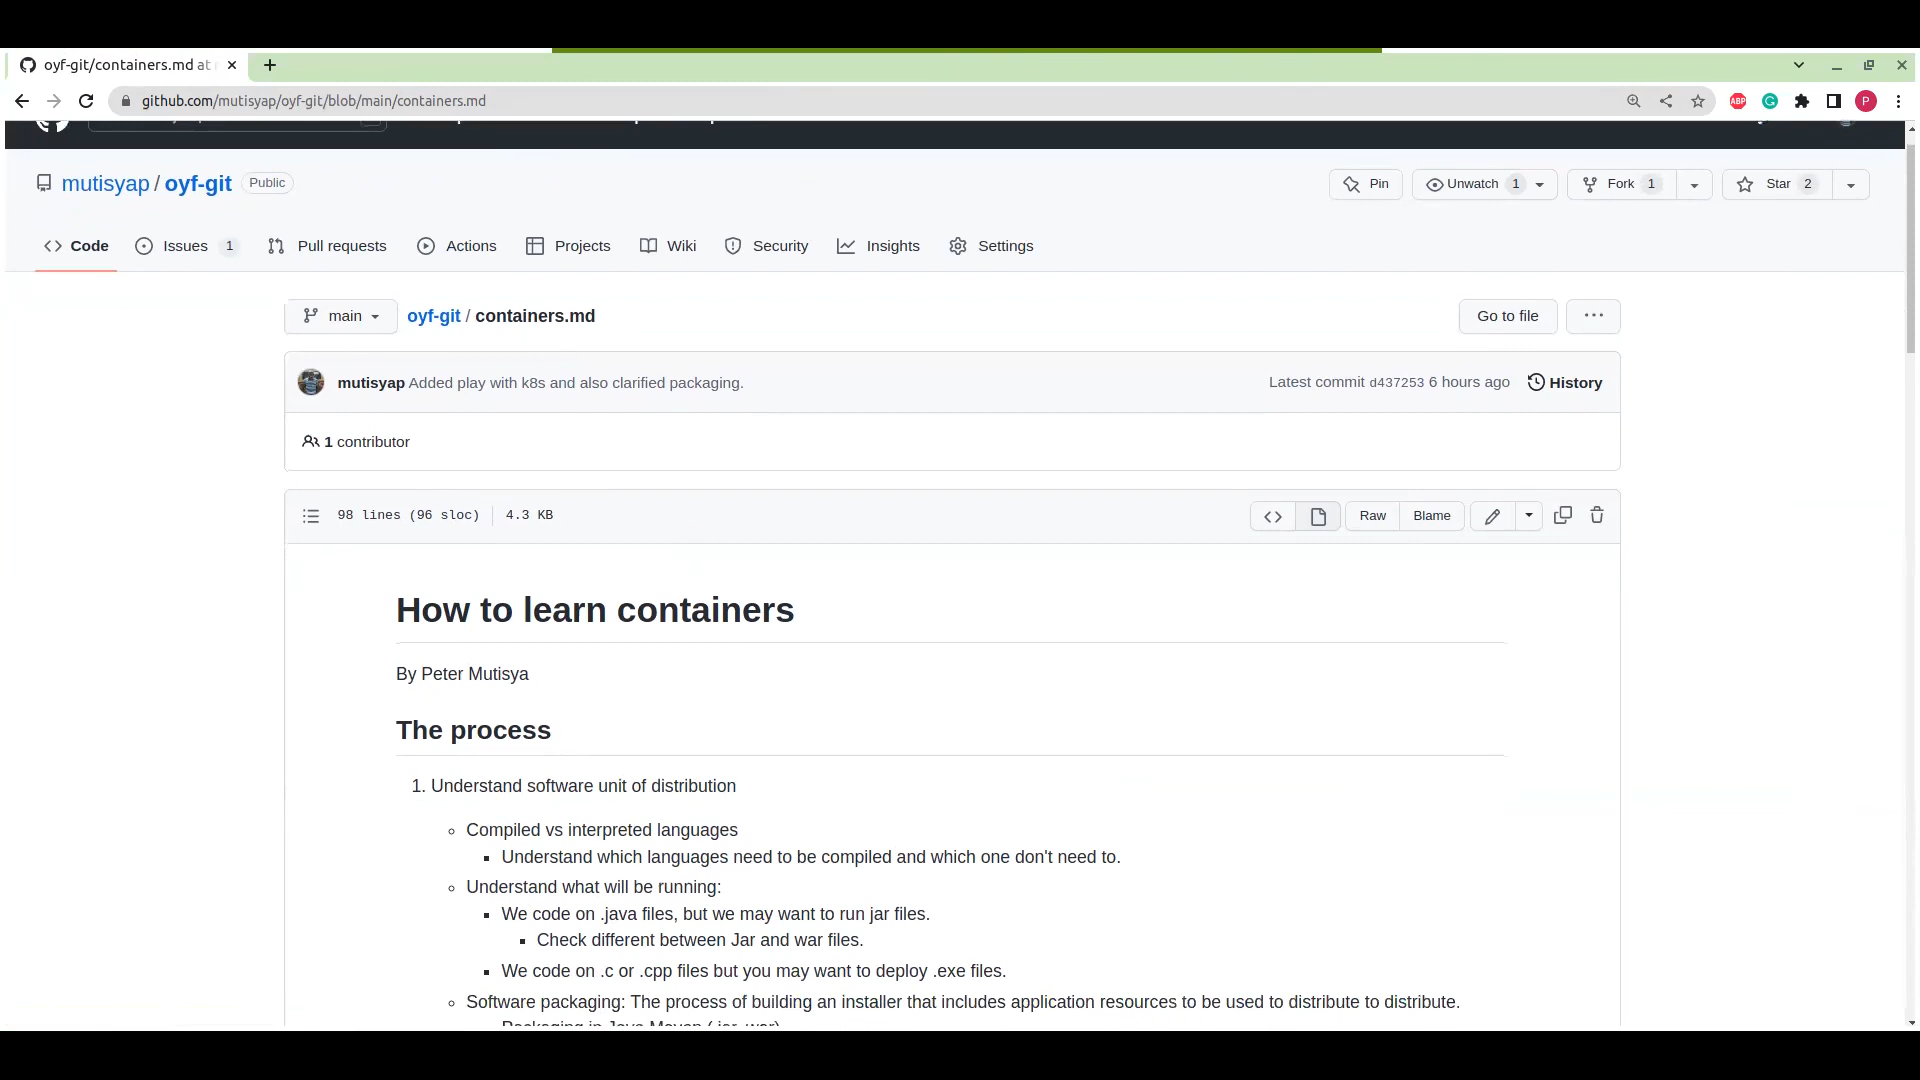 oyf-git/containers.md at
github.com/mutisyap/oyf-git/blob/main/containers.md
ABP
P
mutisyap / oyf-git Public
Pin
Unwatch 1
Fork 1
Star 2
Code
Issues 1
Pull requests
Actions
Projects
Wiki
Security
Insights
Settings
main
oyf-git / containers.md
Go to file
mutisyap Added play with k8s and also clarified packaging.
Latest commit d437253 6 hours ago
History
1 contributor
98 lines (96 sloc)
4.3 KB
Raw
Blame
How to learn containers
By Peter Mutisya
The process
1. Understand software unit of distribution
Compiled vs interpreted languages
Understand which languages need to be compiled and which one don't need to.
Understand what will be running:
We code on .java files, but we may want to run jar files.
Check different between Jar and war files.
We code on .c or .cpp files but you may want to deploy .exe files.
Software packaging: The process of building an installer that includes application resources to be used to distribute to distribute.
Packaging in Java Maven (.jar, .war)